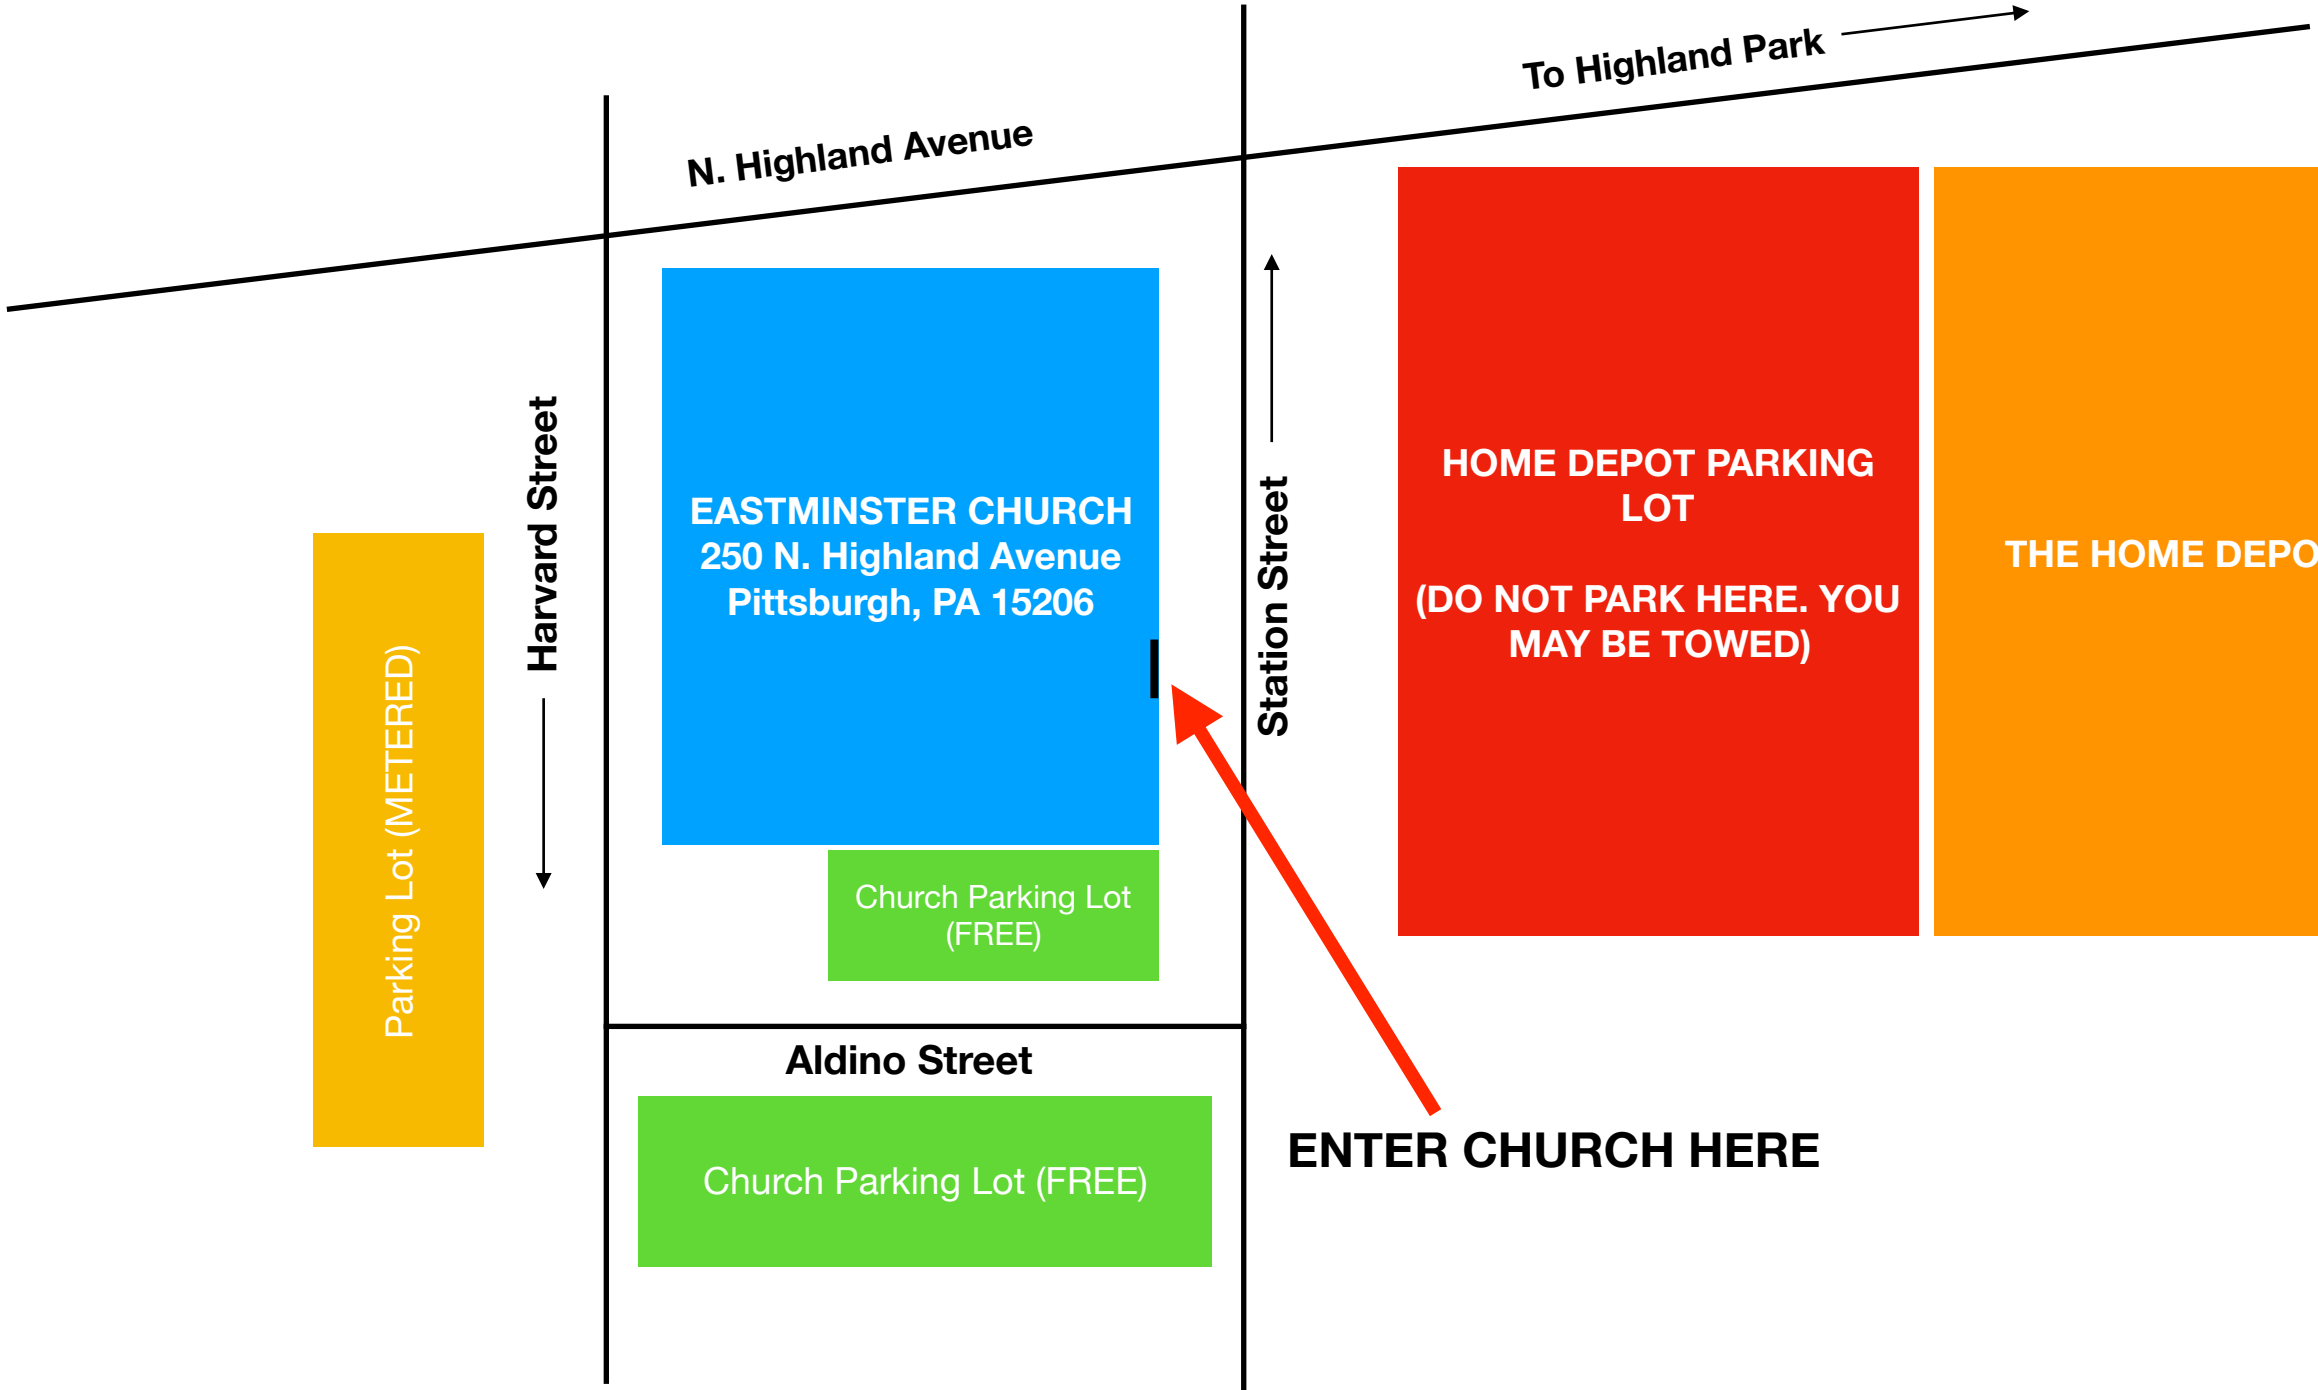 To Highland Park
N. Highland Avenue
Harvard Street
Station Street
EASTMINSTER CHURCH
250 N. Highland Avenue
Pittsburgh, PA 15206
HOME DEPOT PARKING
LOT
(DO NOT PARK HERE. YOU
MAY BE TOWED)
THE HOME DEPO
Parking Lot (METERED)
Church Parking Lot
(FREE)
Aldino Street
Church Parking Lot (FREE)
ENTER CHURCH HERE